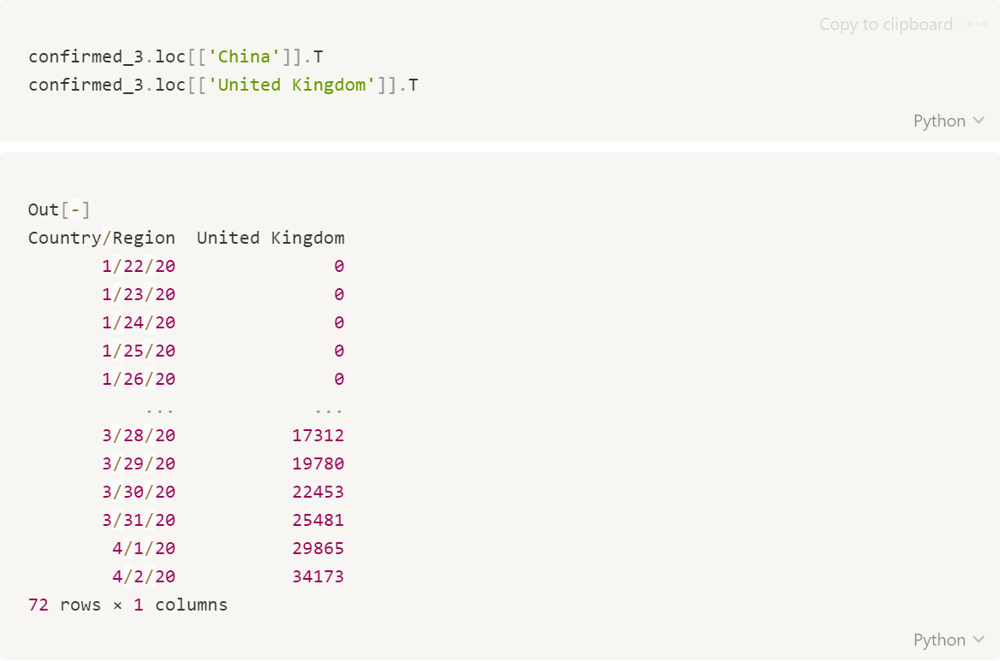 Copy to clipboard ···
confirmed_3.loc[['China']].T
confirmed_3.loc[['United Kingdom']].T
Python
Out[-]
Country/Region  United Kingdom
1/22/20 0
1/23/20 0
1/24/20 0
1/25/20 0
1/26/20 0
... ...
3/28/20 17312
3/29/20 19780
3/30/20 22453
3/31/20 25481
4/1/20 29865
4/2/20 34173
72 rows × 1 columns
Python